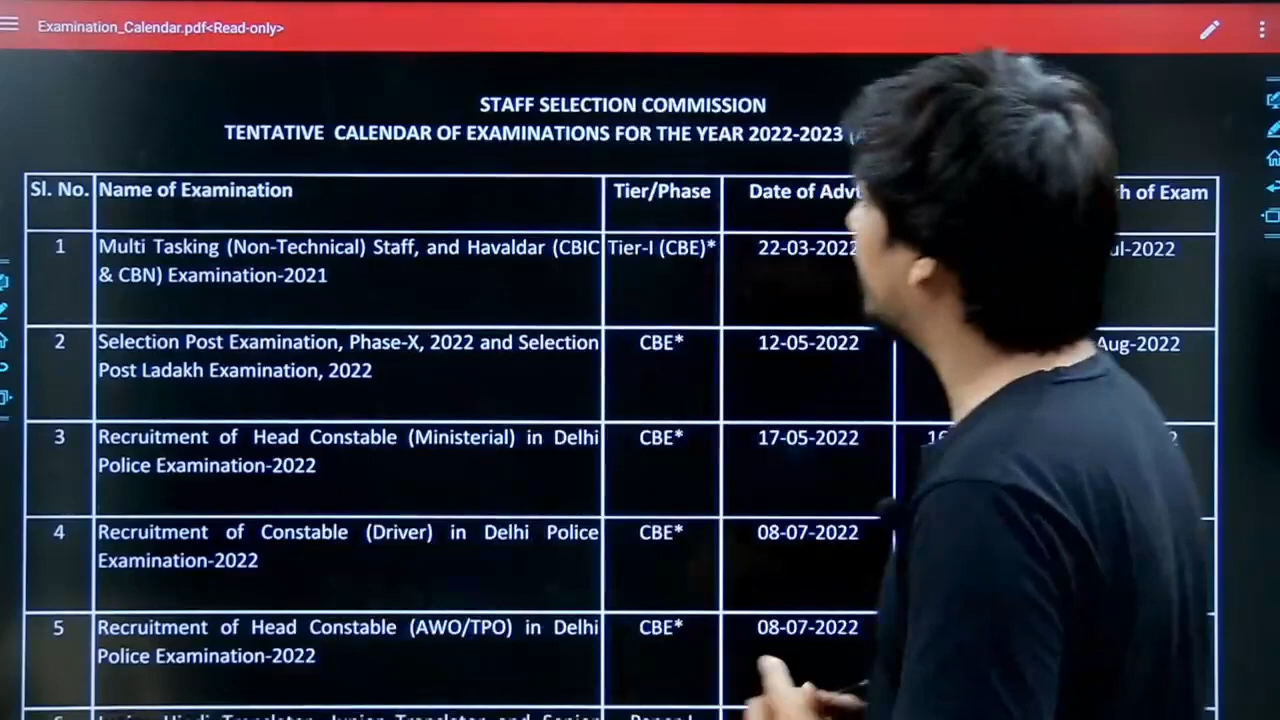 Examination_Calendar.pdf<Read-only>
STAFF SELECTION COMMISSION
TENTATIVE CALENDAR OF EXAMINATIONS FOR THE YEAR 2022-2023
Sl. No. Name of Examination Tier/Phase Date of of Exam
1 Multi Tasking (Non-Technical) Staff, and Havaldar (CBIC Tier-I (CBE)* 22-03-2022
& CBN) Examination-2021
2 Selection Post Examination, Phase-X, 2022 and Selection CBE* 12-05-2022 Aug-2022
Post Ladakh Examination, 2022
3 Recruitment of Head Constable (Ministerial) in Delhi CBE* 17-05-2022
Police Examination-2022
4 Recruitment of Constable (Driver) in Delhi Police CBE* 08-07-2022
Examination-2022
5 Recruitment of Head Constable (AWO/TPO) in Delhi CBE* 08-07-2022
Police Examination-2022